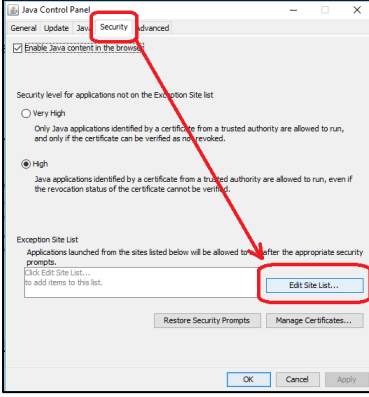 Java Control Panel
General Update Java Security Advanced
Enable Java content in the browser
Security level for applications not on the Exception Site list
Very High
Only Java applications identified by a certificate from a trusted authority are allowed to run,
and only if the certificate can be verified as not revoked.
High
Java applications identified by a certificate from a trusted authority are allowed to run, even if
the revocation status of the certificate cannot be verified.
Exception Site List
Applications launched from the sites listed below will be allowed to after the appropriate security
prompts.
Click Edit Site List...
to add items to this list.
Edit Site List...
Restore Security Prompts Manage Certificates...
OK Cancel Apply